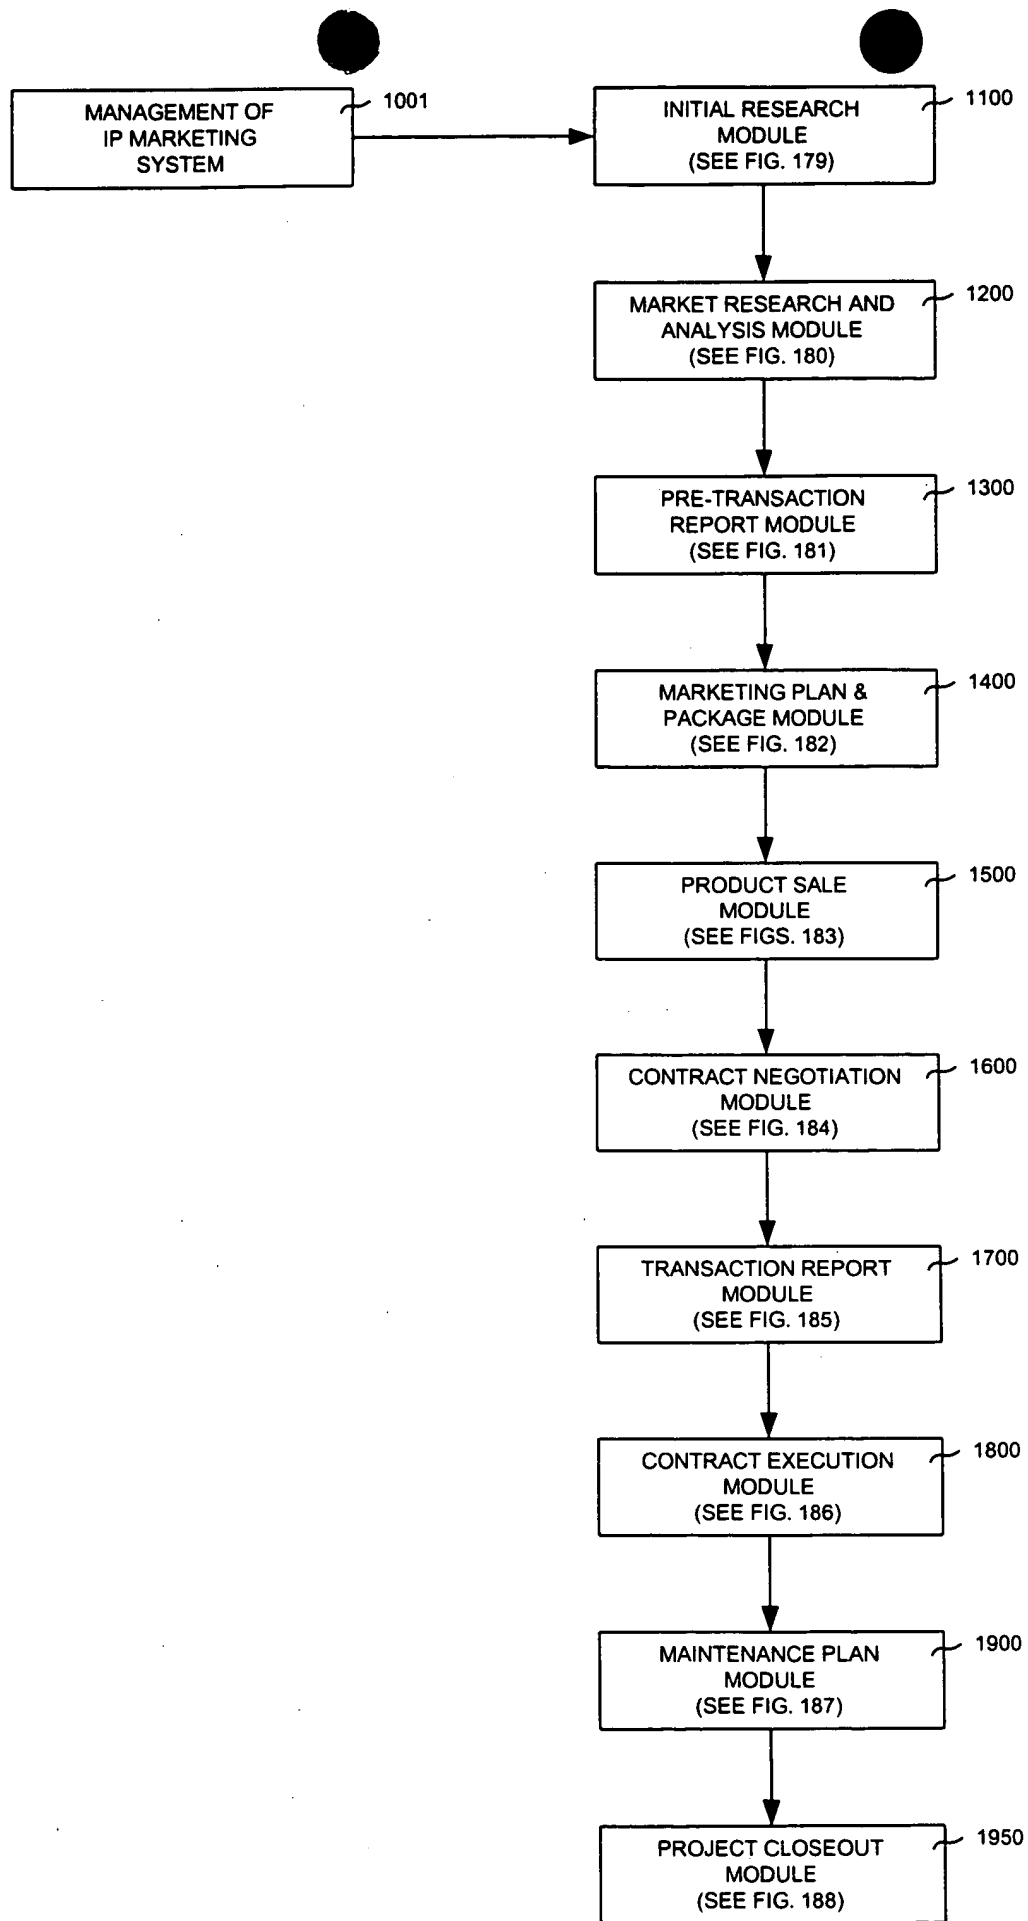 MANAGEMENT OF
IP MARKETING
SYSTEM
1001
INITIAL RESEARCH
MODULE
(SEE FIG. 179)
1100
MARKET RESEARCH AND
ANALYSIS MODULE
(SEE FIG. 180)
1200
PRE-TRANSACTION
REPORT MODULE
(SEE FIG. 181)
1300
MARKETING PLAN &
PACKAGE MODULE
(SEE FIG. 182)
1400
PRODUCT SALE
MODULE
(SEE FIGS. 183)
1500
CONTRACT NEGOTIATION
MODULE
(SEE FIG. 184)
1600
TRANSACTION REPORT
MODULE
(SEE FIG. 185)
1700
CONTRACT EXECUTION
MODULE
(SEE FIG. 186)
1800
MAINTENANCE PLAN
MODULE
(SEE FIG. 187)
1900
PROJECT CLOSEOUT
MODULE
(SEE FIG. 188)
1950